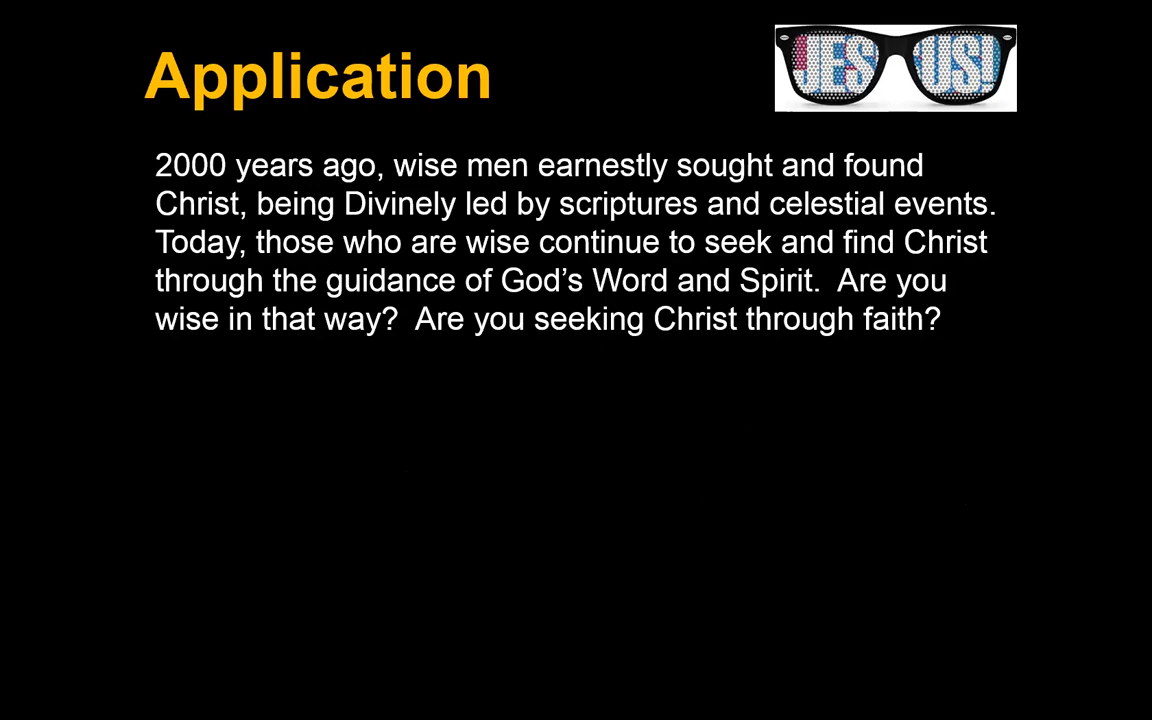 Application
JESUS!
2000 years ago, wise men earnestly sought and found
Christ, being Divinely led by scriptures and celestial events.
Today, those who are wise continue to seek and find Christ
through the guidance of God’s Word and Spirit.  Are you
wise in that way?  Are you seeking Christ through faith?